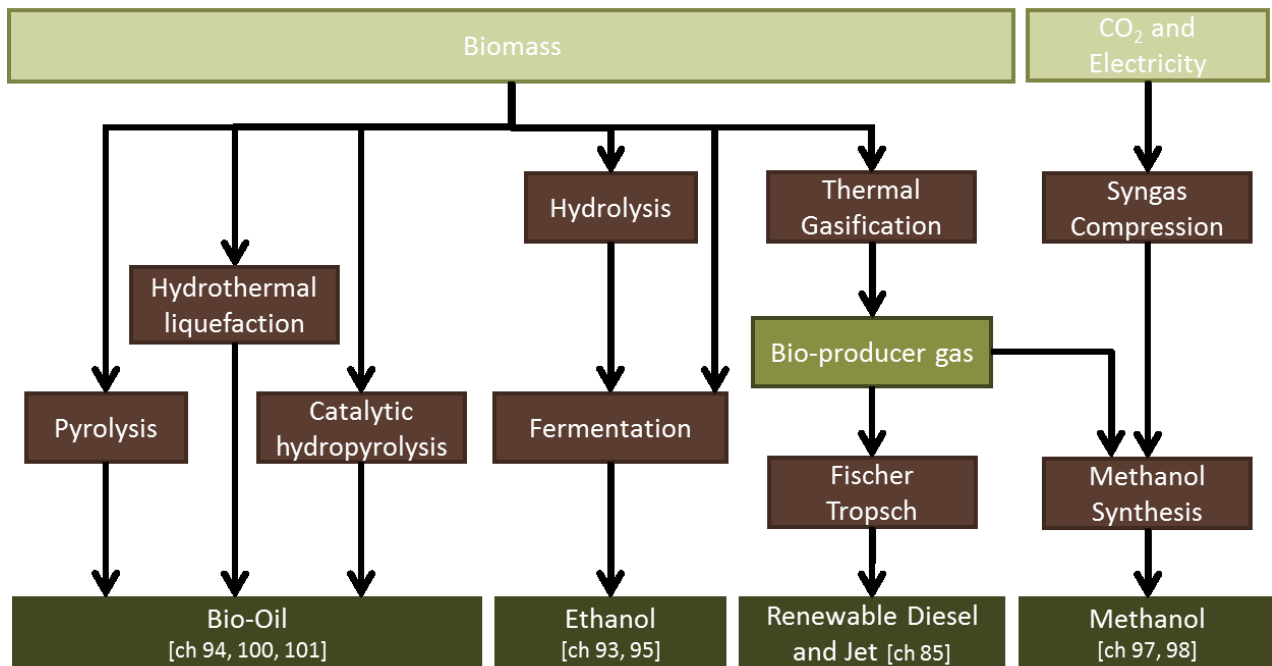 Biomass
CO₂ and
Electricity
Hydrolysis
Thermal
Gasification
Syngas
Compression
Hydrothermal
liquefaction
Bio-producer gas
Pyrolysis
Catalytic
hydropyrolysis
Fermentation
Fischer
Tropsch
Methanol
Synthesis
Bio-Oil
[ch 94, 100, 101]
Ethanol
[ch 93, 95]
Renewable Diesel
and Jet [ch 85]
Methanol
[ch 97, 98]